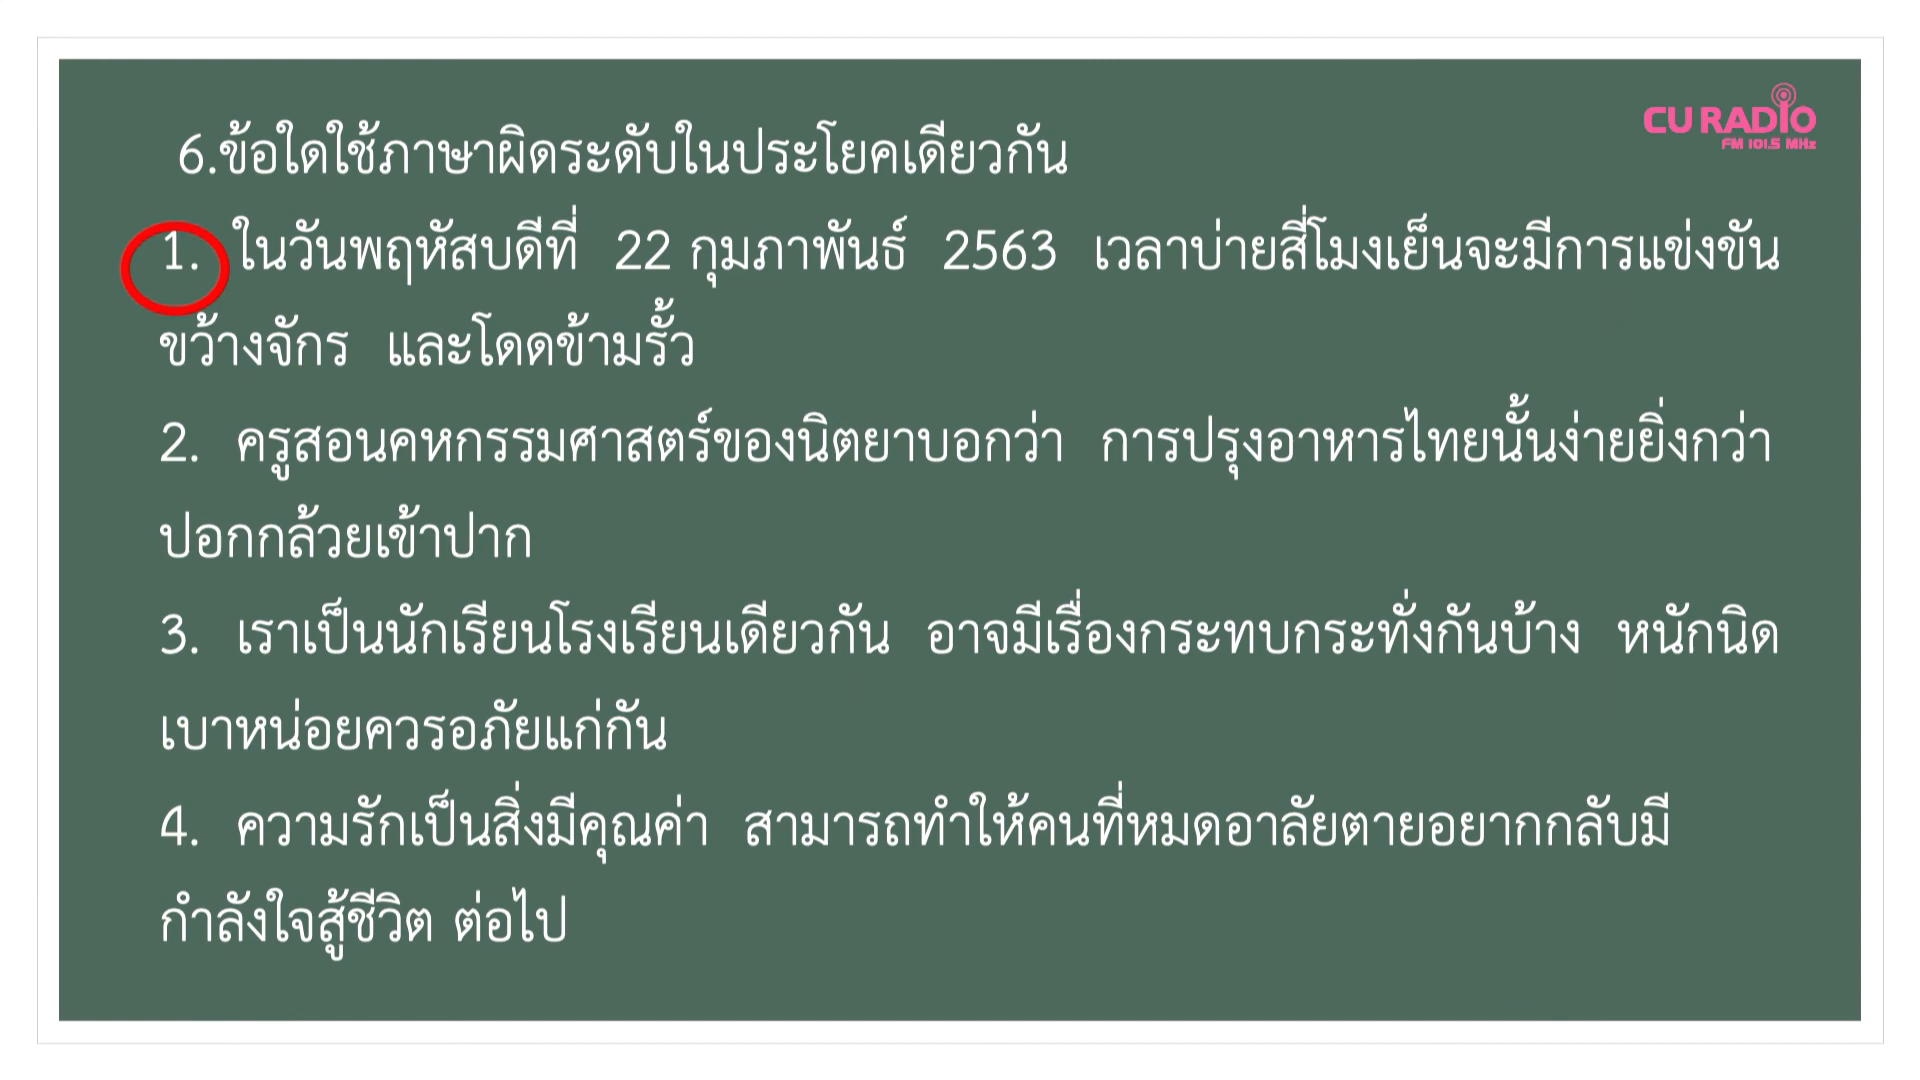 CU RADIO
FM 101.5 MHz
6.ข้อใดใช้ภาษาผิดระดับในประโยคเดียวกัน
1. ในวันพฤหัสบดีที่ 22 กุมภาพันธ์ 2563 เวลาบ่ายสี่โมงเย็นจะมีการแข่งขัน
ขว้างจักร และโดดข้ามรั้ว
2. ครูสอนคหกรรมศาสตร์ของนิตยาบอกว่า การปรุงอาหารไทยนั้นง่ายยิ่งกว่า
ปอกกล้วยเข้าปาก
3. เราเป็นนักเรียนโรงเรียนเดียวกัน อาจมีเรื่องกระทบกระทั่งกันบ้าง หนักนิด
เบาหน่อยควรอภัยแก่กัน
4. ความรักเป็นสิ่งมีคุณค่า สามารถทำให้คนที่หมดอาลัยตายอยากกลับมี
กำลังใจสู้ชีวิต ต่อไป